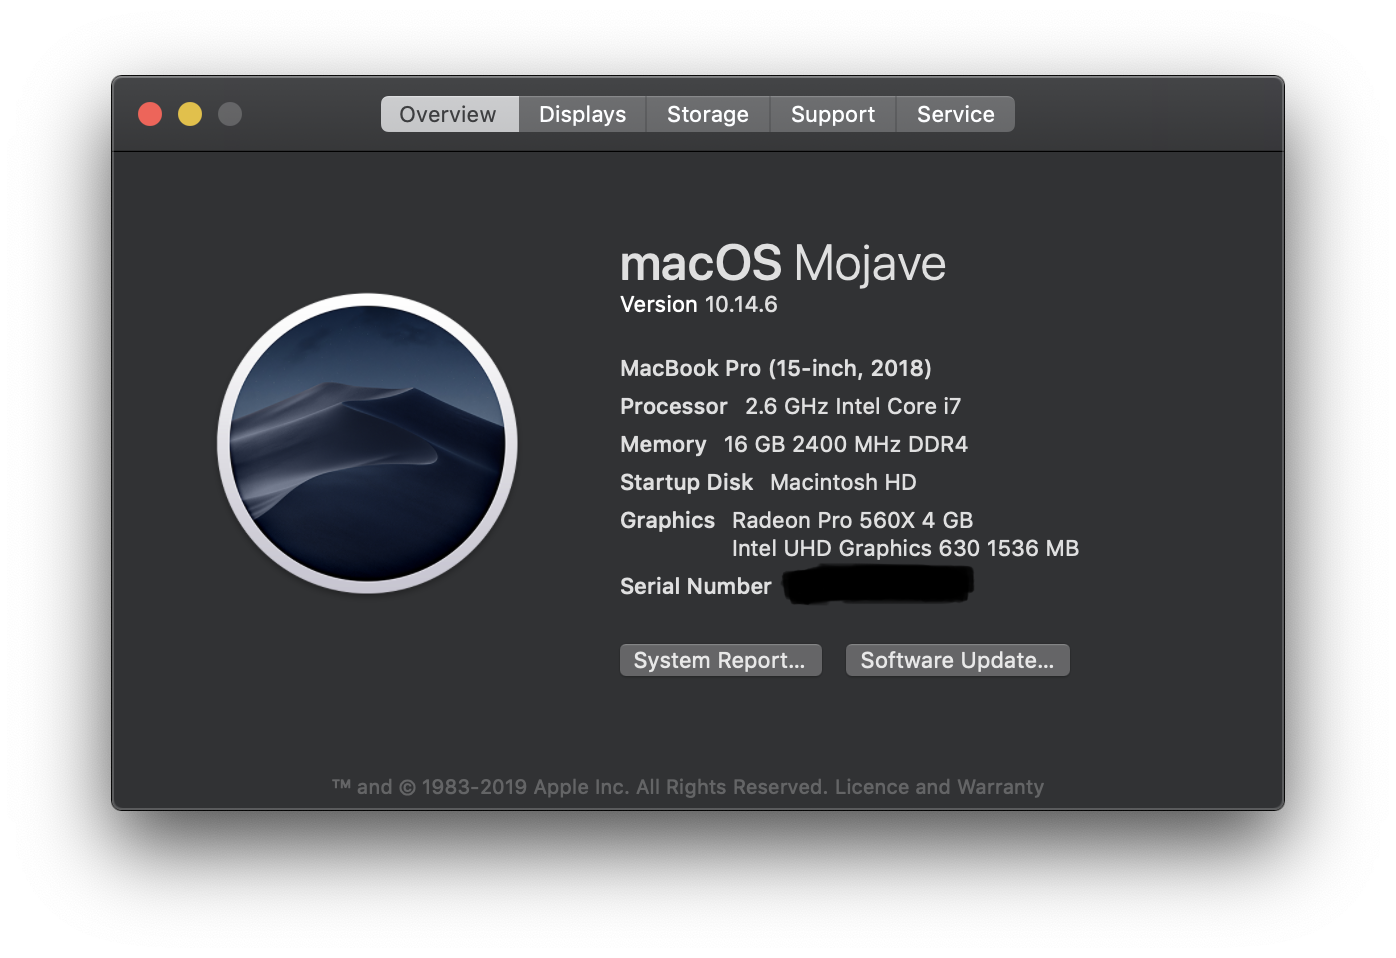 Overview Displays Storage Support Service
macOS Mojave
Version 10.14.6
MacBook Pro (15-inch, 2018)
Processor 2.6 GHz Intel Core i7
Memory 16 GB 2400 MHz DDR4
Startup Disk Macintosh HD
Graphics Radeon Pro 560X 4 GB
Intel UHD Graphics 630 1536 MB
Serial Number
System Report... Software Update...
™ and © 1983-2019 Apple Inc. All Rights Reserved. Licence and Warranty